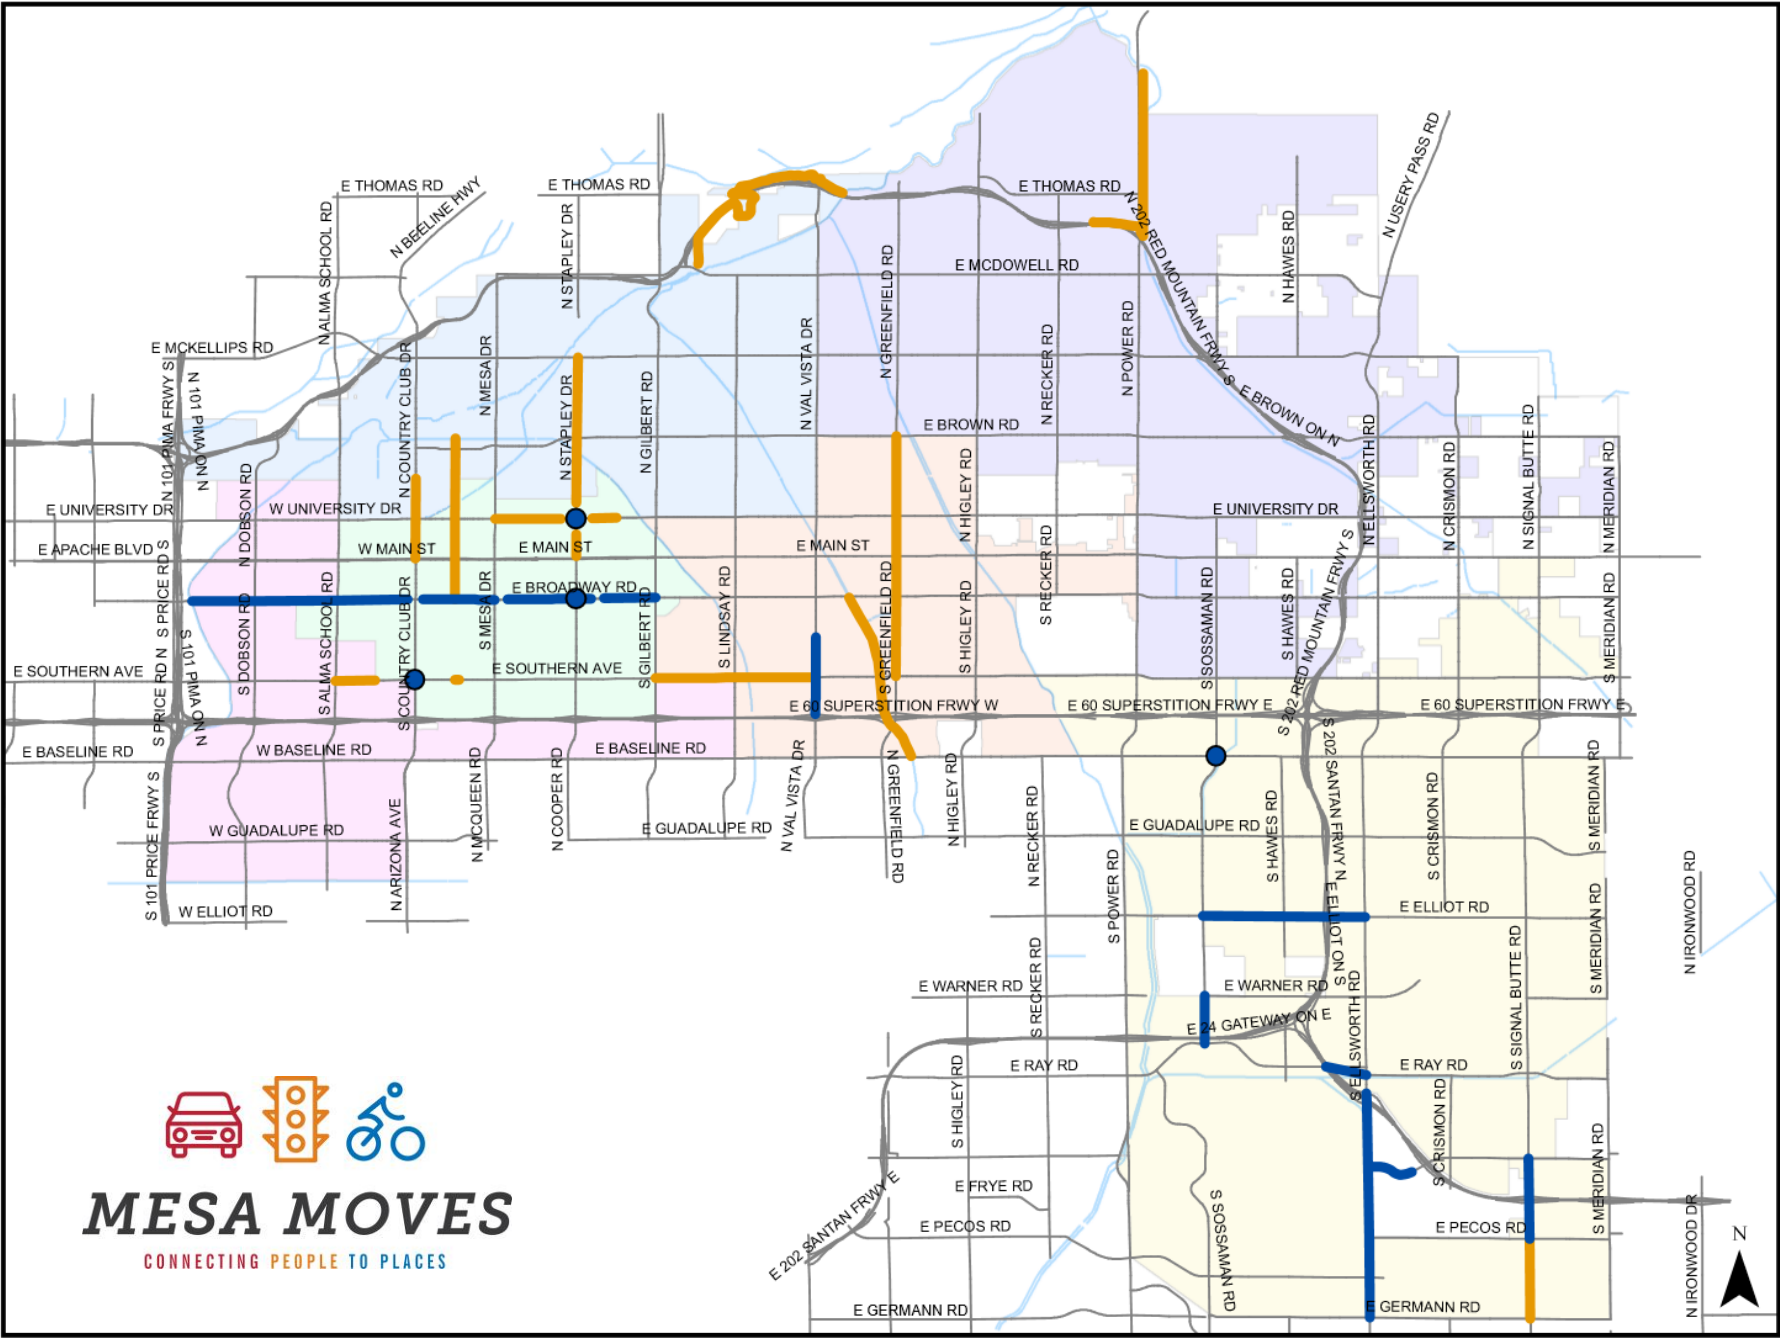 E THOMAS RD
E THOMAS RD
E THOMAS RD
N BEELINE HWY
N ALMA SCHOOL RD
N STAPLEY DR
N 202 RED MOUNTAIN FRWY S
N USERY PASS RD
N HAWES RD
E MCDOWELL RD
N GREENFIELD RD
E MCKELLIPS RD
N 101 PIMA FRWY S
N 101 PIMA ON N
N COUNTRY CLUB DR
N MESA DR
N STAPLEY DR
N GILBERT RD
N VAL VISTA DR
N RECKER RD
N POWER RD
E BROWN ON N
E BROWN RD
N DOBSON RD
N HIGLEY RD
N ELLSWORTH RD
N CRISMON RD
N SIGNAL BUTTE RD
N MERIDIAN RD
E UNIVERSITY DR
W UNIVERSITY DR
E UNIVERSITY DR
E APACHE BLVD
W MAIN ST
E MAIN ST
E MAIN ST
E BROADWAY RD
S PRICE RD N
S PRICE RD S
S 101 PIMA ON N
S DOBSON RD
S ALMA SCHOOL RD
S COUNTRY CLUB DR
S MESA DR
S GILBERT RD
S LINDSAY RD
S GREENFIELD RD
S HIGLEY RD
S RECKER RD
S SOSSAMAN RD
S HAWES RD
S 202 RED MOUNTAIN FRWY S
S MERIDIAN RD
E SOUTHERN AVE
E SOUTHERN AVE
E 60 SUPERSTITION FRWY W
E 60 SUPERSTITION FRWY E
E 60 SUPERSTITION FRWY E
E BASELINE RD
W BASELINE RD
E BASELINE RD
S 101 PRICE FRWY S
N ARIZONA AVE
N MCQUEEN RD
N COOPER RD
N VAL VISTA DR
N GREENFIELD RD
N HIGLEY RD
N RECKER RD
S POWER RD
S HAWES RD
S 202 SANTAN FRWY N
S CRISMON RD
S MERIDIAN RD
W GUADALUPE RD
E GUADALUPE RD
E GUADALUPE RD
N IRONWOOD RD
W ELLIOT RD
E ELLIOT RD
E ELLIOT ON S
S RECKER RD
S SIGNAL BUTTE RD
S MERIDIAN RD
E WARNER RD
E WARNER RD
E 24 GATEWAY ON E
S ELLSWORTH RD
E RAY RD
E RAY RD
S HIGLEY RD
S CRISMON RD
S MERIDIAN RD
E 202 SANTAN FRWY E
E FRYE RD
E PECOS RD
E PECOS RD
S SOSSAMAN RD
N IRONWOOD DR
E GERMANN RD
E GERMANN RD
N
MESA MOVES
CONNECTING PEOPLE TO PLACES